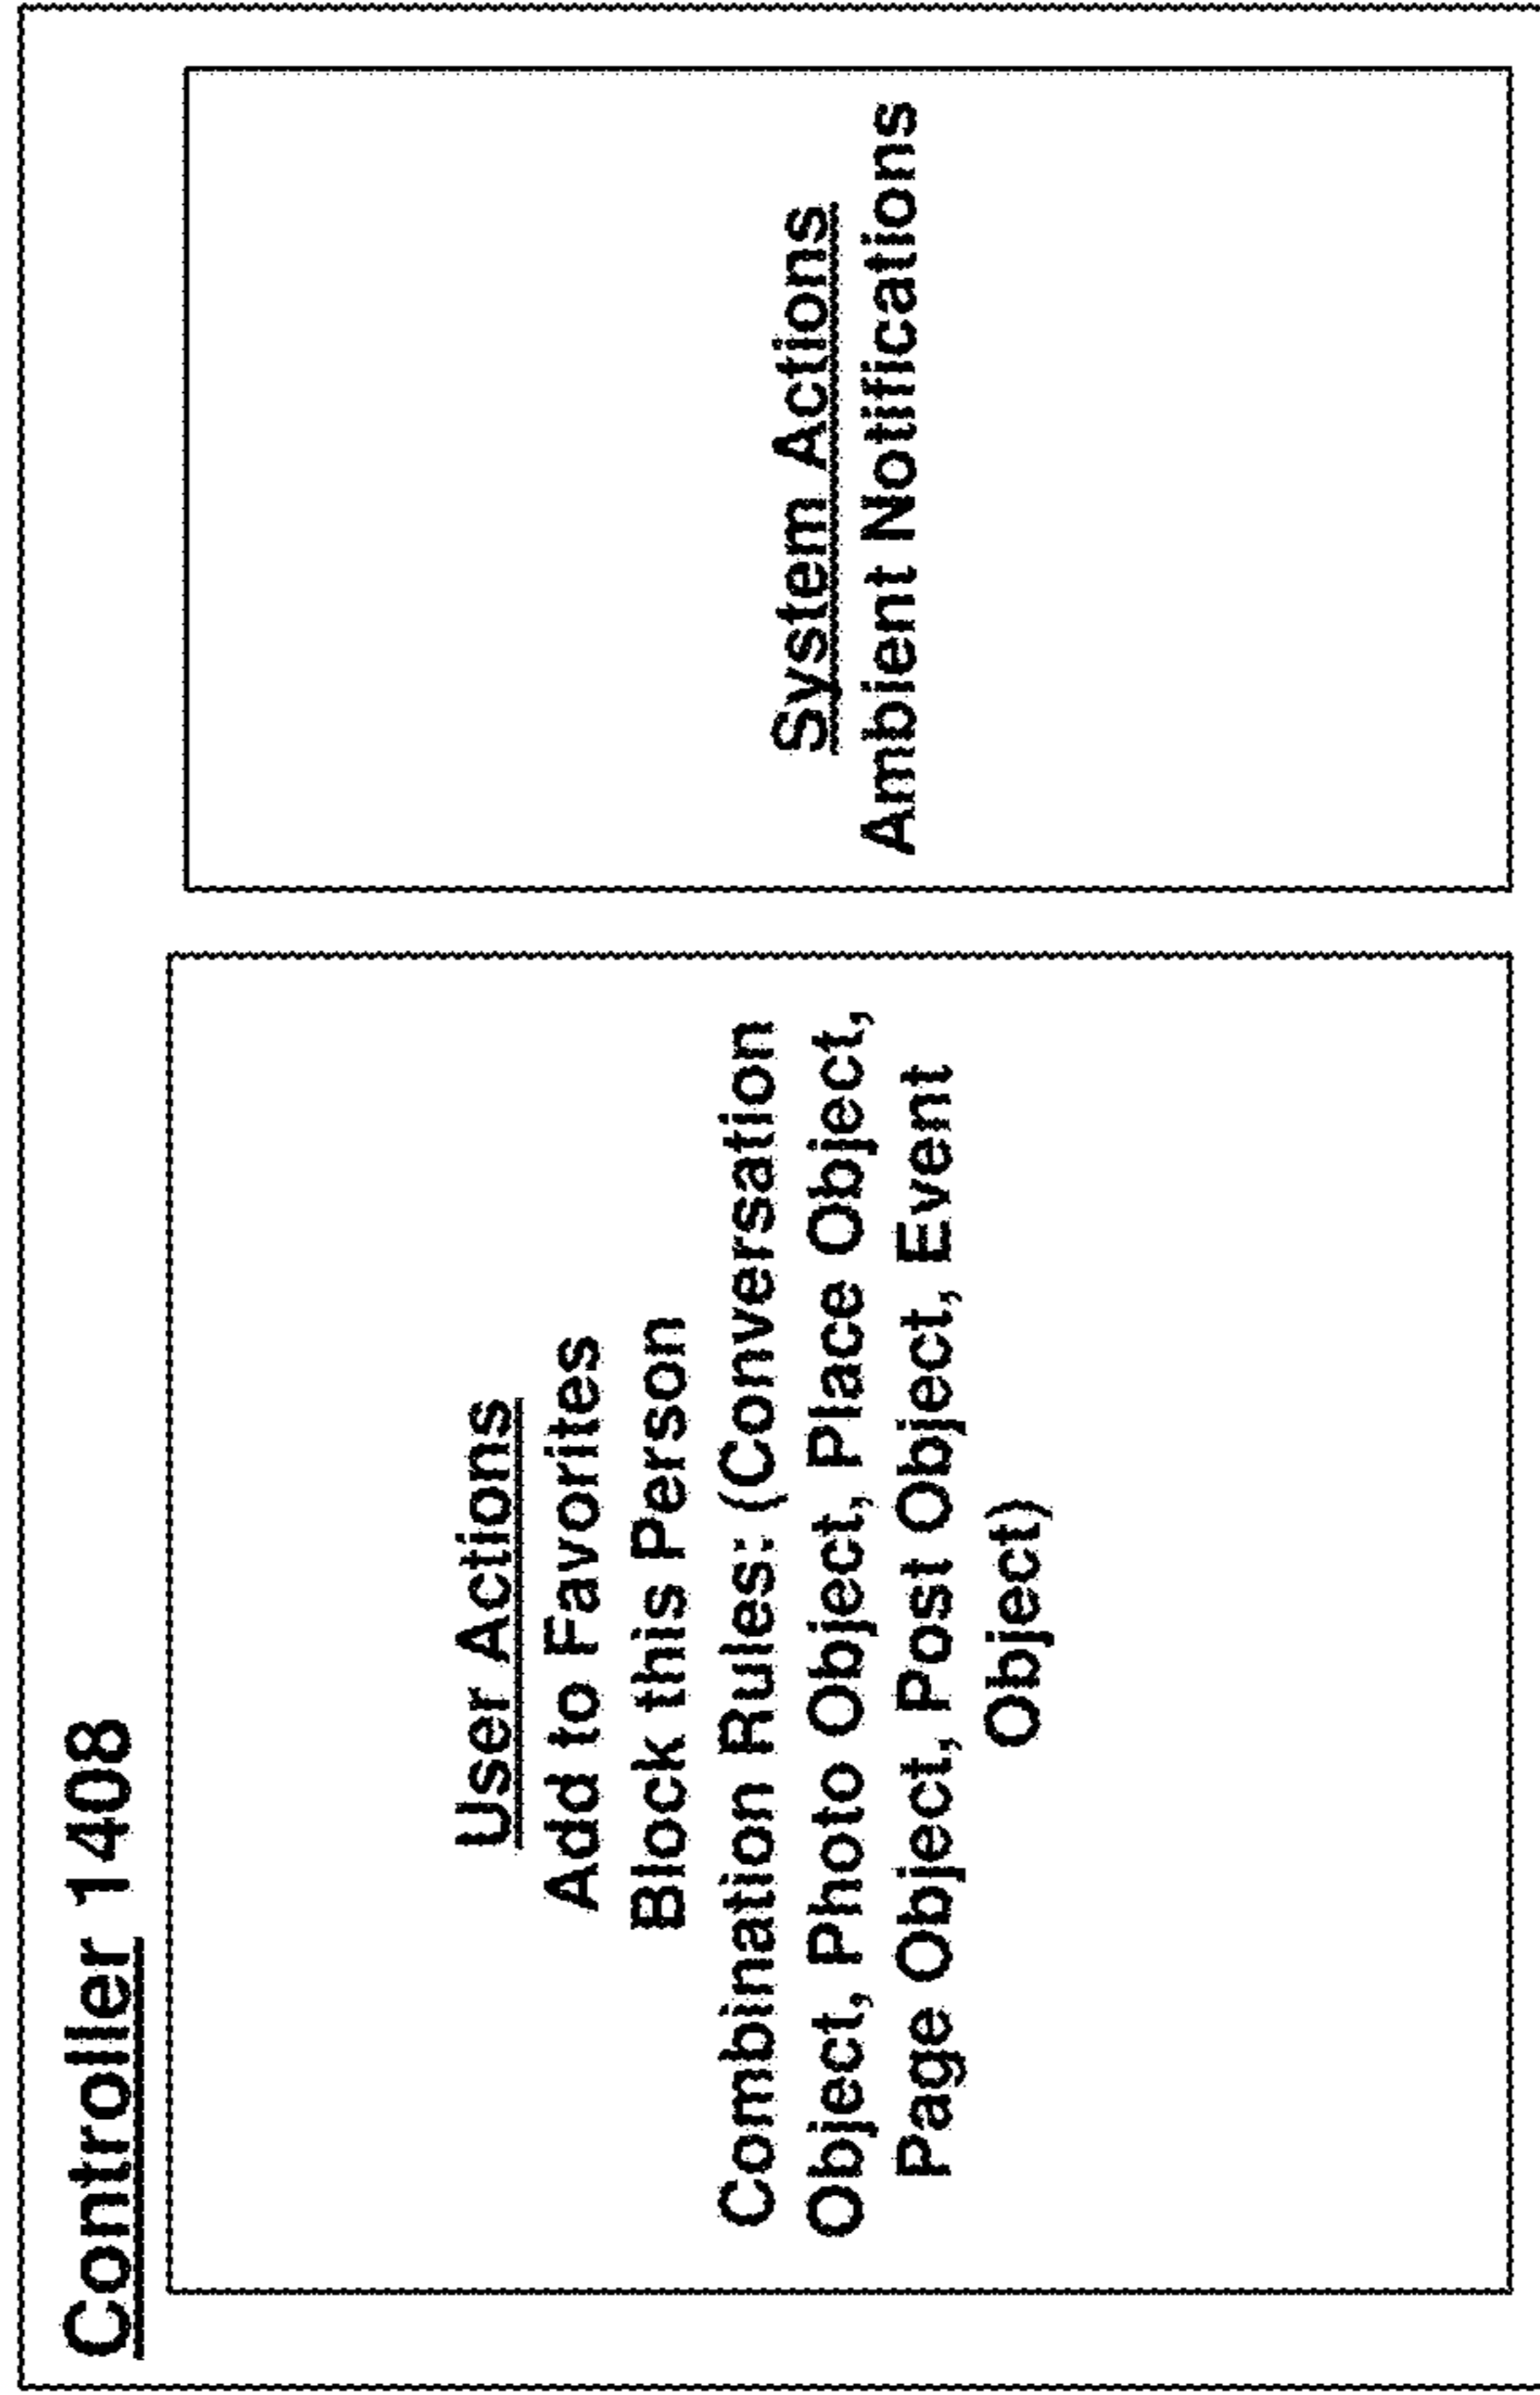 Controller 1408
User Actions
Add to Favorites
Block this Person
Combination Rules: (Conversation
Object, Photo Object, Place Object,
Page Object, Post Object, Event
Object)
System Actions
Ambient Notifications